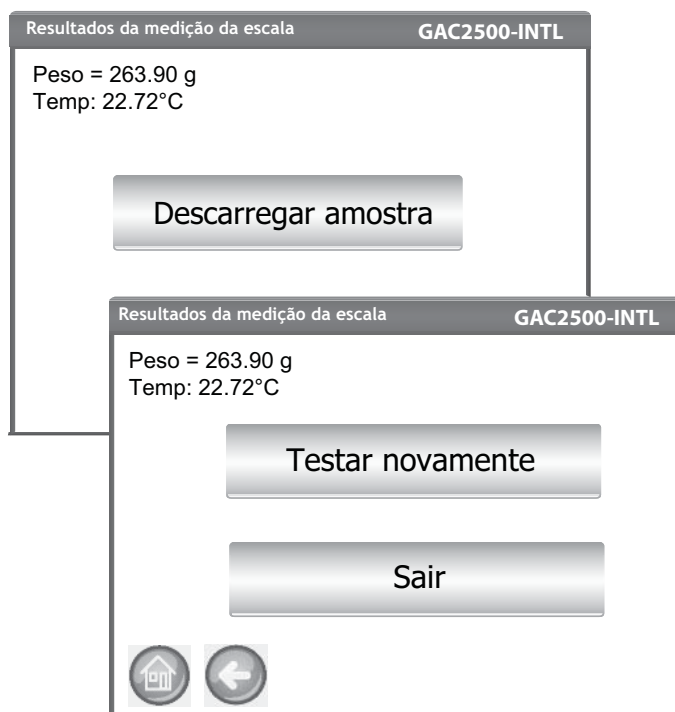 Resultados da medição da escala GAC2500-INTL
Peso = 263.90 g
Temp: 22.72°C
Descarregar amostra
Resultados da medição da escala GAC2500-INTL
Peso = 263.90 g
Temp: 22.72°C
Testar novamente
Sair